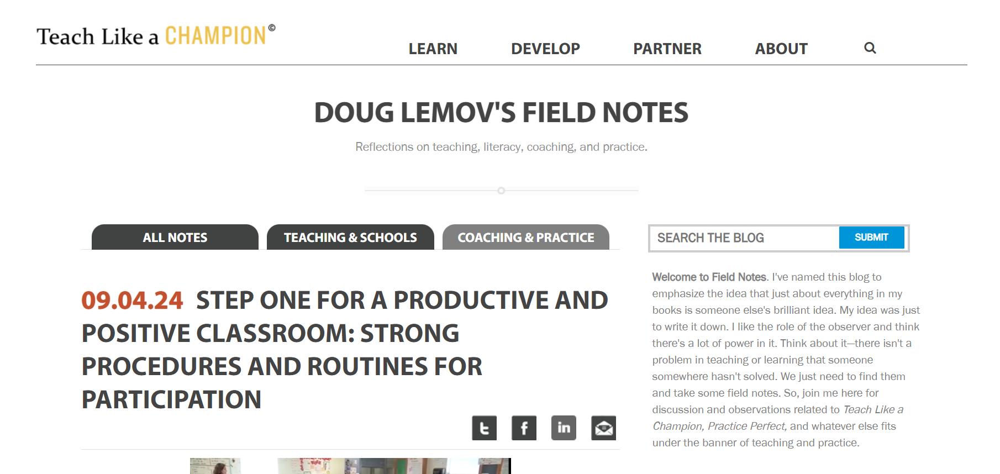 Teach Like a CHAMPION©
LEARN
DEVELOP
PARTNER
ABOUT
DOUG LEMOV'S FIELD NOTES
Reflections on teaching, literacy, coaching, and practice.
ALL NOTES
TEACHING & SCHOOLS
COACHING & PRACTICE
09.04.24 STEP ONE FOR A PRODUCTIVE AND
POSITIVE CLASSROOM: STRONG
PROCEDURES AND ROUTINES FOR
PARTICIPATION
SEARCH THE BLOG
SUBMIT
Welcome to Field Notes. I've named this blog to
emphasize the idea that just about everything in my
books is someone else's brilliant idea. My idea was just
to write it down. I like the role of the observer and think
there's a lot of power in it. Think about it—there isn't a
problem in teaching or learning that someone
somewhere hasn't solved. We just need to find them
and take some field notes. So, join me here for
discussion and observations related to Teach Like a
Champion, Practice Perfect, and whatever else fits
under the banner of teaching and practice.